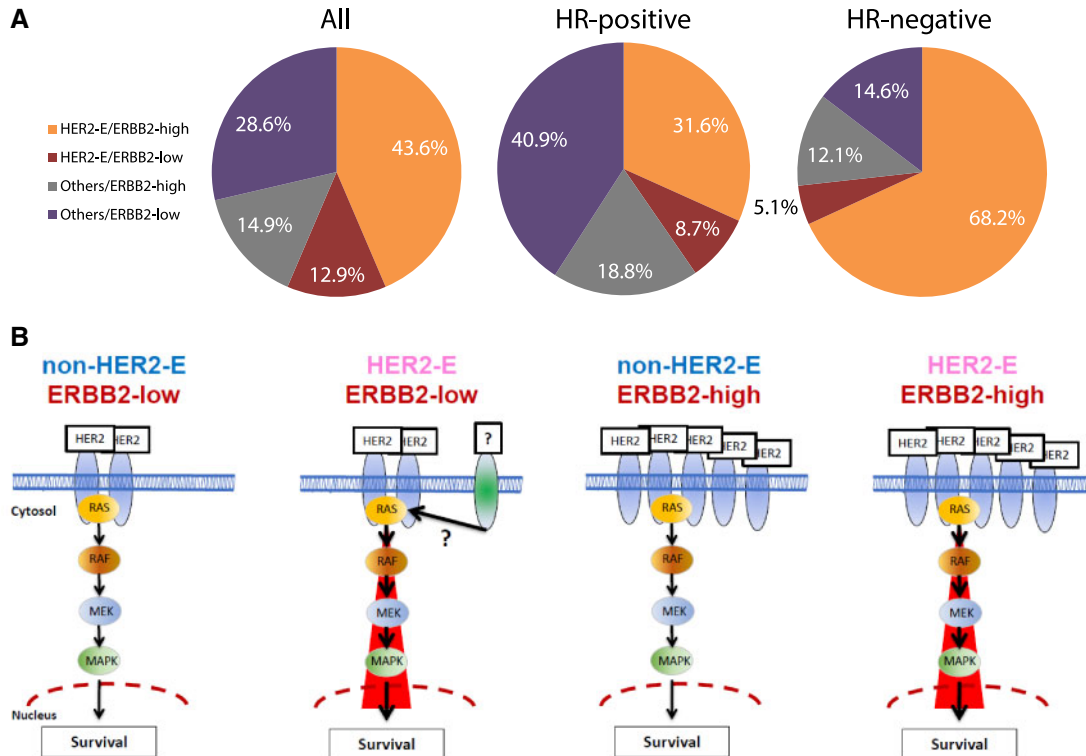 A
All
HR-positive
HR-negative
HER2-E/ERBB2-high
HER2-E/ERBB2-low
Others/ERBB2-high
Others/ERBB2-low
28.6%
43.6%
14.9%
12.9%
40.9%
31.6%
8.7%
18.8%
14.6%
12.1%
5.1%
68.2%
B
non-HER2-E
ERBB2-low
HER2 HER2
Cytosol
RAS
RAF
MEK
MAPK
Nucleus
Survival
HER2-E
ERBB2-low
HER2 HER2
?
RAS
?
RAF
MEK
MAPK
Survival
non-HER2-E
ERBB2-high
HER2 HER2 HER2 HER2 HER2
RAS
RAF
MEK
MAPK
Survival
HER2-E
ERBB2-high
HER2 HER2 HER2 HER2 HER2
RAS
RAF
MEK
MAPK
Survival